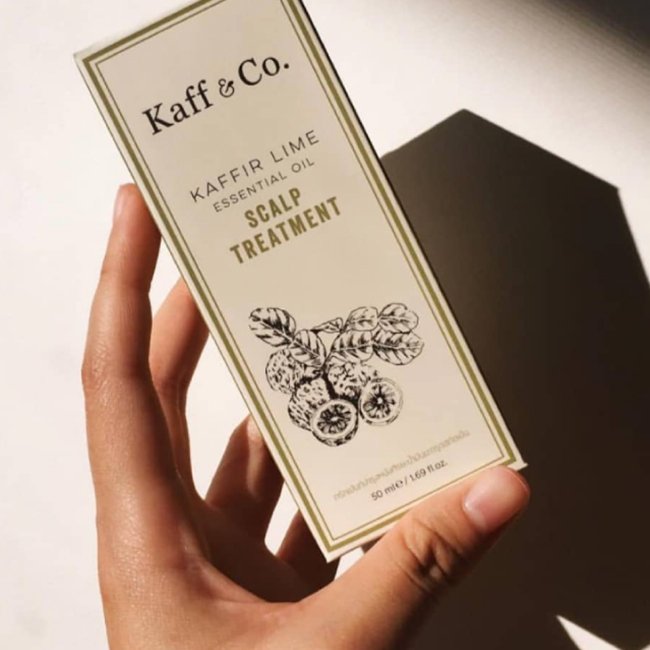 Kaff & Co.
KAFFIR LIME
ESSENTIAL OIL
SCALP
TREATMENT
50 ml ℮ / 1.69 fl.oz.